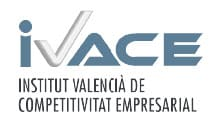 iVACE
INSTITUT VALENCIÀ DE
COMPETITIVITAT EMPRESARIAL